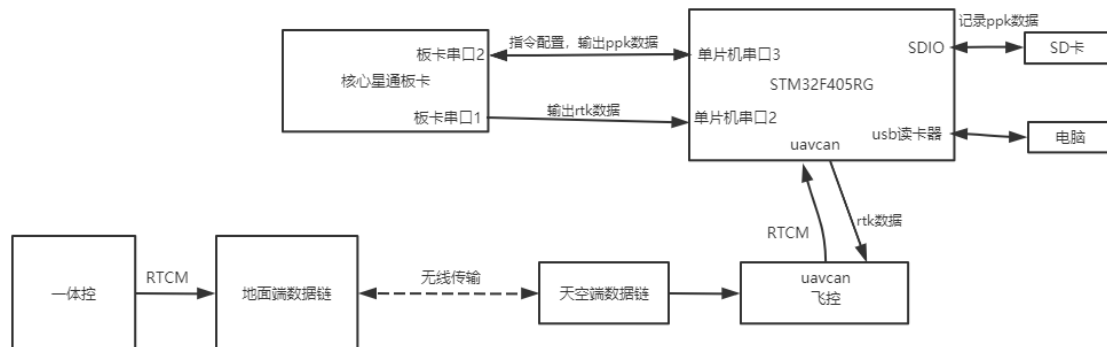 记录ppk数据
板卡串口2
指令配置，输出ppk数据
单片机串口3
SDIO
SD卡
核心星通板卡
STM32F405RG
板卡串口1
输出rtk数据
单片机串口2
usb读卡器
电脑
uavcan
RTCM
rtk数据
一体控
RTCM
地面端数据链
无线传输
天空端数据链
uavcan
飞控